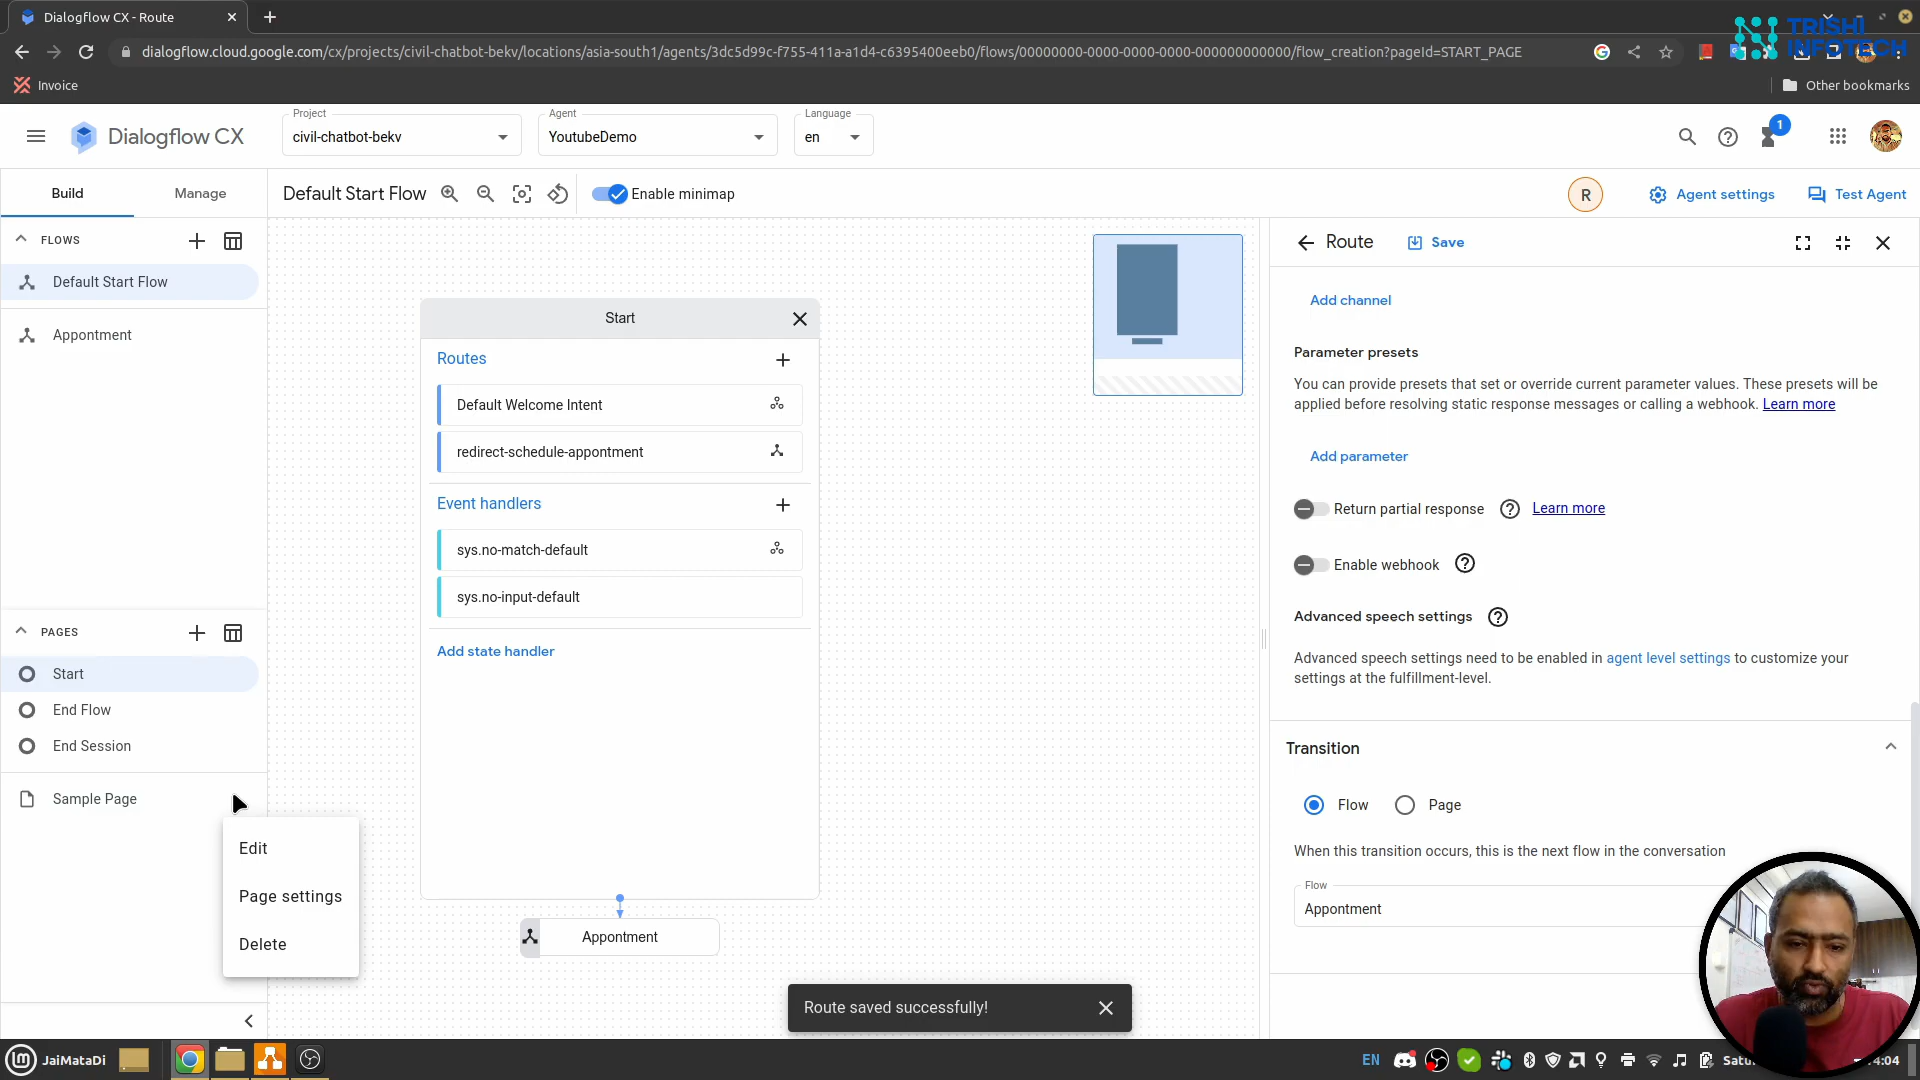 Dialogflow CX - Route
TRISHI
INFOTECH
dialogflow.cloud.google.com/cx/projects/civil-chatbot-bekv/locations/asia-south1/agents/3dc5d99c-f755-411a-a1d4-c6395400eeb0/flows/00000000-0000-0000-0000-000000000000/flow_creation?pageId=START_PAGE
Invoice
Other bookmarks
Dialogflow CX
Project
civil-chatbot-bekv
Agent
YoutubeDemo
Language
en
1
Build
Manage
Default Start Flow
Enable minimap
R
Agent settings
Test Agent
FLOWS
Default Start Flow
Appontment
PAGES
Start
End Flow
End Session
Sample Page
Edit
Page settings
Delete
Start
Routes
Default Welcome Intent
redirect-schedule-appontment
Event handlers
sys.no-match-default
sys.no-input-default
Add state handler
Appontment
Route saved successfully!
Route
Save
Add channel
Parameter presets
You can provide presets that set or override current parameter values. These presets will be
applied before resolving static response messages or calling a webhook. Learn more
Add parameter
Return partial response
Learn more
Enable webhook
Advanced speech settings
Advanced speech settings need to be enabled in agent level settings to customize your
settings at the fulfillment-level.
Transition
Flow
Page
When this transition occurs, this is the next flow in the conversation
Flow
Appontment
JaiMataDi
EN